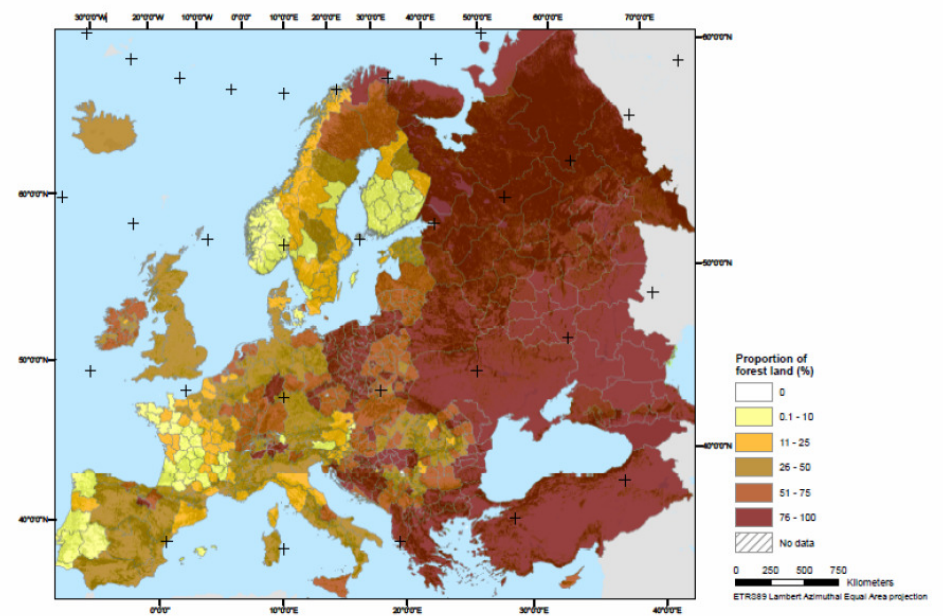 30°0'0"W 20°0'0"W 10°0'0"W 0°0'0" 10°0'0"E 20°0'0"E 30°0'0"E 40°0'0"E 50°0'0"E 60°0'0"E 70°0'0"E
60°0'0"N
60°0'0"N
50°0'0"N
50°0'0"N
40°0'0"N
40°0'0"N
0°0'0" 10°0'0"E 20°0'0"E 30°0'0"E 40°0'0"E
Proportion of
forest land (%)
0
0.1 - 10
11 - 25
26 - 50
51 - 75
76 - 100
No data
0 250 500 750
Kilometers
ETRS89 Lambert Azimuthal Equal Area projection